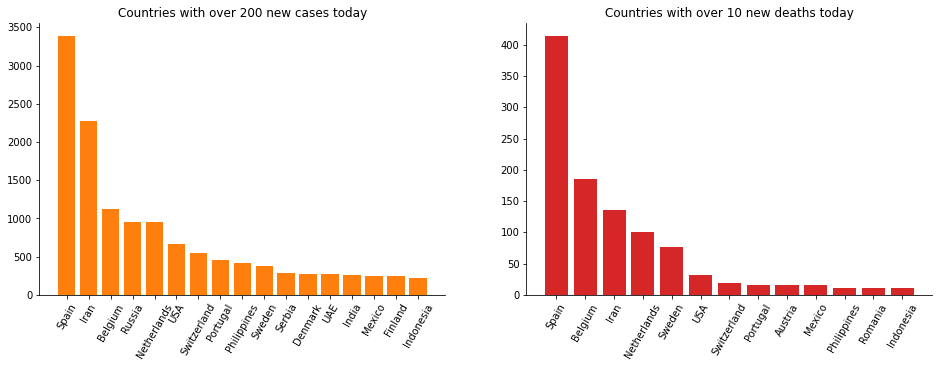 Countries with over 200 new cases today
3500
3000
2500
2000
1500
1000
500
0
Spain
Iran
Belgium
Russia
Netherlands
USA
Switzerland
Portugal
Philippines
Sweden
Serbia
Denmark
UAE
India
Mexico
Finland
Indonesia
Countries with over 10 new deaths today
400
350
300
250
200
150
100
50
0
Spain
Belgium
Iran
Netherlands
Sweden
USA
Switzerland
Portugal
Austria
Mexico
Philippines
Romania
Indonesia